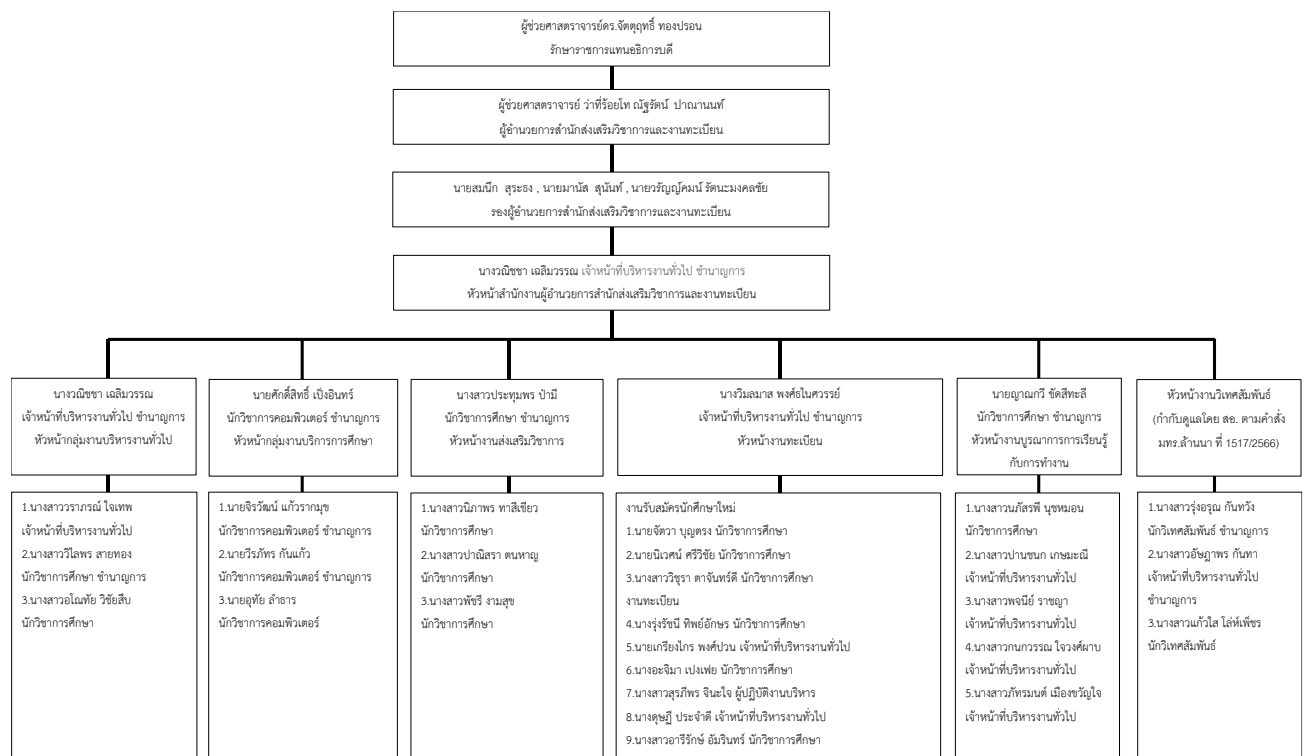 ผู้ช่วยศาสตราจารย์ดร.จัตตุฤทธิ์ ทองปรอน
รักษาราชการแทนอธิการบดี
ผู้ช่วยศาสตราจารย์ ว่าที่ร้อยโท ณัฐรัตน์ ปาณานนท์
ผู้อำนวยการสำนักส่งเสริมวิชาการและงานทะเบียน
นายสมนึก สุระธง , นายมานัส สุนันท์ , นายวรัญญ์คมน์ รัตนะมงคลชัย
รองผู้อำนวยการสำนักส่งเสริมวิชาการและงานทะเบียน
นางวณิชชา เฉลิมวรรณ เจ้าหน้าที่บริหารงานทั่วไป ชำนาญการ
หัวหน้าสำนักงานผู้อำนวยการสำนักส่งเสริมวิชาการและงานทะเบียน
นางวณิชชา เฉลิมวรรณ
เจ้าหน้าที่บริหารงานทั่วไป ชำนาญการ
หัวหน้ากลุ่มงานบริหารงานทั่วไป
นายศักดิ์สิทธิ์ เป็งอินทร์
นักวิชาการคอมพิวเตอร์ ชำนาญการ
หัวหน้ากลุ่มงานบริการการศึกษา
นางสาวประทุมพร ป๋ามี
นักวิชาการศึกษา ชำนาญการ
หัวหน้างานส่งเสริมวิชาการ
นางวิมลมาส พงศ์ธไนศวรรย์
เจ้าหน้าที่บริหารงานทั่วไป ชำนาญการ
หัวหน้างานทะเบียน
นายญาณกวี ขัดสีทะลี
นักวิชาการศึกษา ชำนาญการ
หัวหน้างานบูรณาการการเรียนรู้
กับการทำงาน
หัวหน้างานวิเทศสัมพันธ์
(กำกับดูแลโดย สอ. ตามคำสั่ง
มทร.ล้านนา ที่ 1517/2566)
1.นางสาววราภรณ์ ใจเทพ
เจ้าหน้าที่บริหารงานทั่วไป
2.นางสาววิไลพร สายทอง
นักวิชาการศึกษา ชำนาญการ
3.นางสาวอโณทัย วิชัยสืบ
นักวิชาการศึกษา
1.นายจิรวัฒน์ แก้วรากมุข
นักวิชาการคอมพิวเตอร์ ชำนาญการ
2.นายวีรภัทร กันแก้ว
นักวิชาการคอมพิวเตอร์ ชำนาญการ
3.นายอุทัย ลำธาร
นักวิชาการคอมพิวเตอร์
1.นางสาวนิภาพร ทาสีเขียว
นักวิชาการศึกษา
2.นางสาวปาณิสรา ตนหาญ
นักวิชาการศึกษา
3.นางสาวพัชรี งามสุข
นักวิชาการศึกษา
งานรับสมัครนักศึกษาใหม่
1.นายจัตวา บุญตรง นักวิชาการศึกษา
2.นายนิเวศน์ ศรีวิชัย นักวิชาการศึกษา
3.นางสาววิชุรา ตาจันทร์ดี นักวิชาการศึกษา
งานทะเบียน
4.นางรุ่งรัชนี ทิพย์อักษร นักวิชาการศึกษา
5.นายเกรียงไกร พงศ์ปวน เจ้าหน้าที่บริหารงานทั่วไป
6.นางอะจิมา เปงเฟย นักวิชาการศึกษา
7.นางสาวสุรภีพร จินะใจ ผู้ปฏิบัติงานบริหาร
8.นางดุษฎี ประจำดี เจ้าหน้าที่บริหารงานทั่วไป
9.นางสาวอารีรักษ์ อัมรินทร์ นักวิชาการศึกษา
1.นางสาวนภัสรพี นุชหมอน
นักวิชาการศึกษา
2.นางสาวปานชนก เกษมะณี
เจ้าหน้าที่บริหารงานทั่วไป
3.นางสาวพจนีย์ ราชญา
เจ้าหน้าที่บริหารงานทั่วไป
4.นางสาวกนกวรรณ ใจวงศ์ผาบ
เจ้าหน้าที่บริหารงานทั่วไป
5.นางสาวภัทรมนต์ เมืองขวัญใจ
เจ้าหน้าที่บริหารงานทั่วไป
1.นางสาวรุ่งอรุณ กันทวัง
นักวิเทศสัมพันธ์ ชำนาญการ
2.นางสาวอัษฎาพร กันทา
เจ้าหน้าที่บริหารงานทั่วไป
ชำนาญการ
3.นางสาวแก้วใส โล่ห์เพ็ชร
นักวิเทศสัมพันธ์